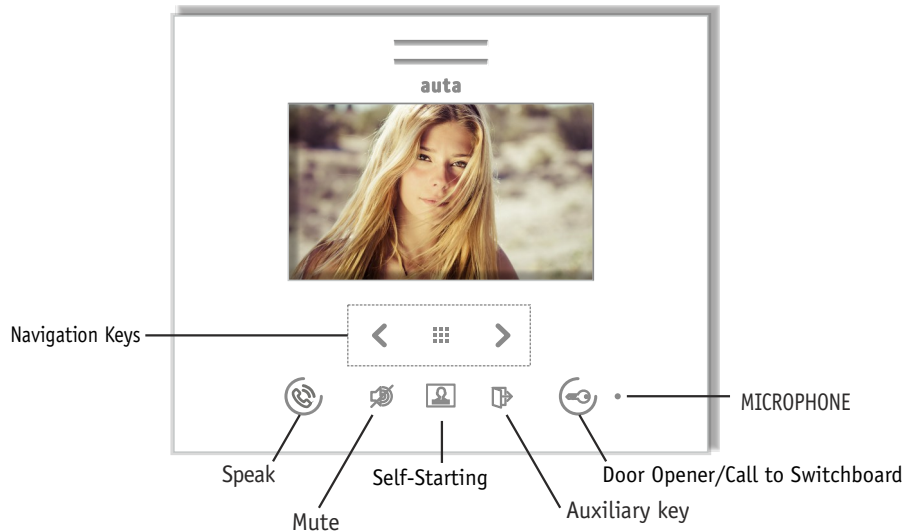 auta
Navigation Keys
MICROPHONE
Speak
Self-Starting
Door Opener/Call to Switchboard
Mute
Auxiliary key